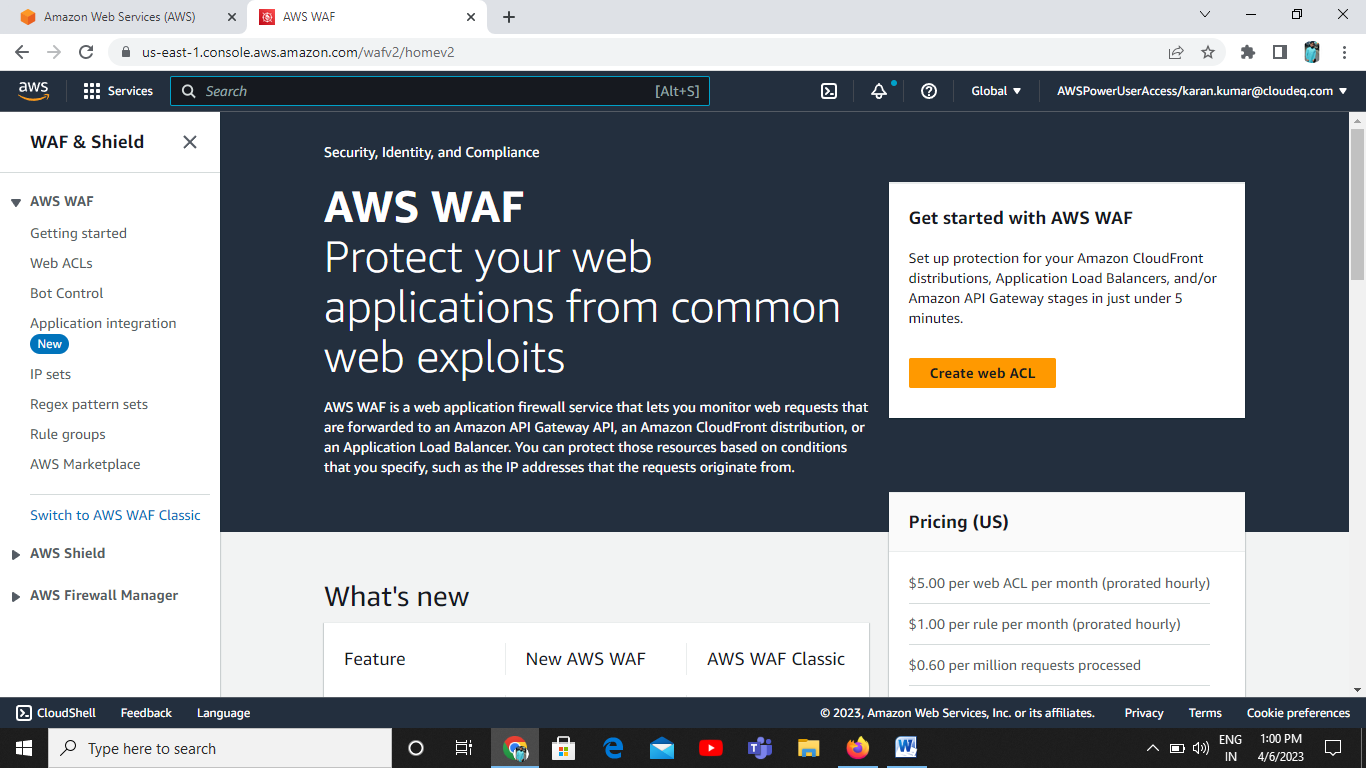 Amazon Web Services (AWS)
AWS WAF
us-east-1.console.aws.amazon.com/wafv2/homev2
aws
Services
Search
[Alt+S]
Global
AWSPowerUserAccess/karan.kumar@cloudeq.com
WAF & Shield
AWS WAF
Getting started
Web ACLs
Bot Control
Application integration
New
IP sets
Regex pattern sets
Rule groups
AWS Marketplace
Switch to AWS WAF Classic
AWS Shield
AWS Firewall Manager
Security, Identity, and Compliance
AWS WAF
Protect your web
applications from common
web exploits
AWS WAF is a web application firewall service that lets you monitor web requests that
are forwarded to an Amazon API Gateway API, an Amazon CloudFront distribution, or
an Application Load Balancer. You can protect those resources based on conditions
that you specify, such as the IP addresses that the requests originate from.
Get started with AWS WAF
Set up protection for your Amazon CloudFront
distributions, Application Load Balancers, and/or
Amazon API Gateway stages in just under 5
minutes.
Create web ACL
Pricing (US)
$5.00 per web ACL per month (prorated hourly)
$1.00 per rule per month (prorated hourly)
$0.60 per million requests processed
What's new
Feature
New AWS WAF
AWS WAF Classic
CloudShell
Feedback
Language
© 2023, Amazon Web Services, Inc. or its affiliates.
Privacy
Terms
Cookie preferences
Type here to search
ENG
IN
1:00 PM
4/6/2023